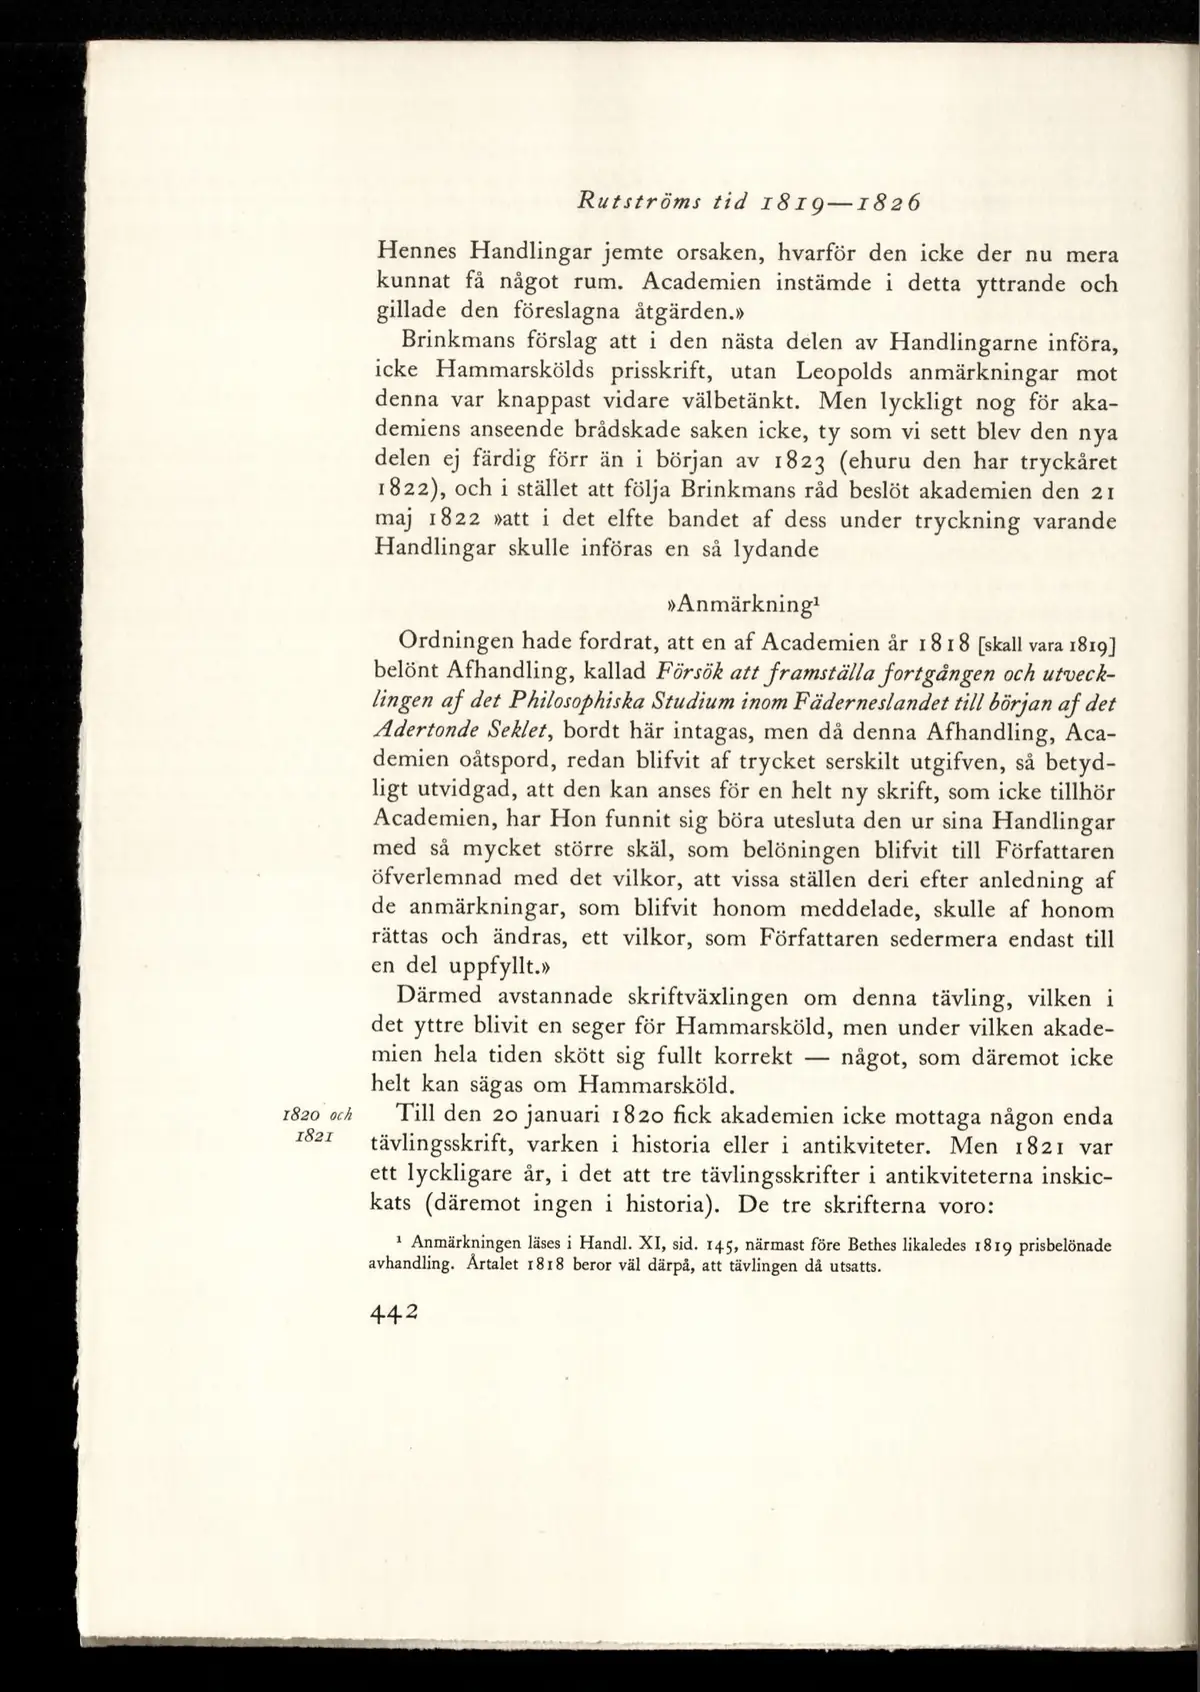 Rutströms tid 1819—1826
Hennes Handlingar jemte orsaken, hvarför den icke der nu mera
kunnat få något rum. Academien instämde i detta yttrande och
gillade den föreslagna åtgärden.»
Brinkmans förslag att i den nästa delen av Handlingarne införa,
icke Hammarskölds prisskrift, utan Leopolds anmärkningar mot
denna var knappast vidare välbetänkt. Men lyckligt nog för aka-
demiens anseende brådskade saken icke, ty som vi sett blev den nya
delen ej färdig förr än i början av 1823 (ehuru den har tryckåret
1822), och i stället att följa Brinkmans råd beslöt akademien den 21
maj 1822 »att i det elfte bandet af dess under tryckning varande
Handlingar skulle införas en så lydande
»Anmärkning¹
Ordningen hade fordrat, att en af Academien år 1818 [skall vara 1819]
belönt Afhandling, kallad Försök att framställa fortgången och utveck-
lingen af det Philosophiska Studium inom Fäderneslandet till början af det
Adertonde Seklet, bordt här intagas, men då denna Afhandling, Aca-
demien oåtspord, redan blifvit af trycket serskilt utgifven, så betyd-
ligt utvidgad, att den kan anses för en helt ny skrift, som icke tillhör
Academien, har Hon funnit sig böra utesluta den ur sina Handlingar
med så mycket större skäl, som belöningen blifvit till Författaren
öfverlemnad med det vilkor, att vissa ställen deri efter anledning af
de anmärkningar, som blifvit honom meddelade, skulle af honom
rättas och ändras, ett vilkor, som Författaren sedermera endast till
en del uppfyllt.»
Därmed avstannade skriftväxlingen om denna tävling, vilken i
det yttre blivit en seger för Hammarsköld, men under vilken akade-
mien hela tiden skött sig fullt korrekt — något, som däremot icke
helt kan sägas om Hammarsköld.
1820 och
1821
Till den 20 januari 1820 fick akademien icke mottaga någon enda
tävlingsskrift, varken i historia eller i antikviteter. Men 1821 var
ett lyckligare år, i det att tre tävlingsskrifter i antikviteterna inskic-
kats (däremot ingen i historia). De tre skrifterna voro:
¹ Anmärkningen läses i Handl. XI, sid. 145, närmast före Bethes likaledes 1819 prisbelönade
avhandling. Årtalet 1818 beror väl därpå, att tävlingen då utsatts.
442